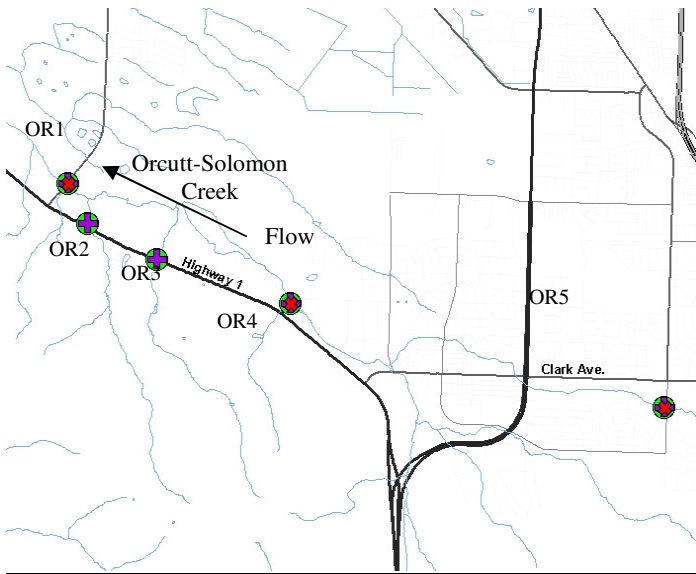 OR1
Orcutt-Solomon
Creek
Flow
OR2
OR3
Highway 1
OR4
OR5
Clark Ave.